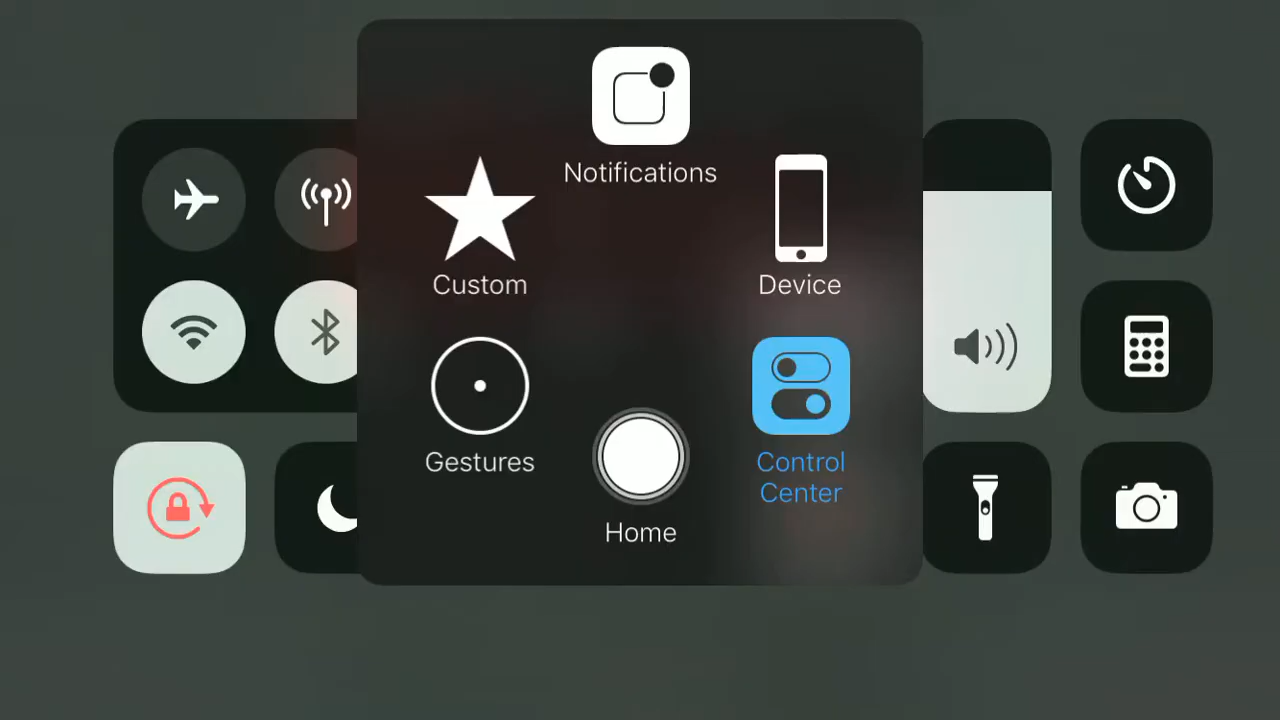 Notifications
Custom
Device
Gestures
Control
Center
Home